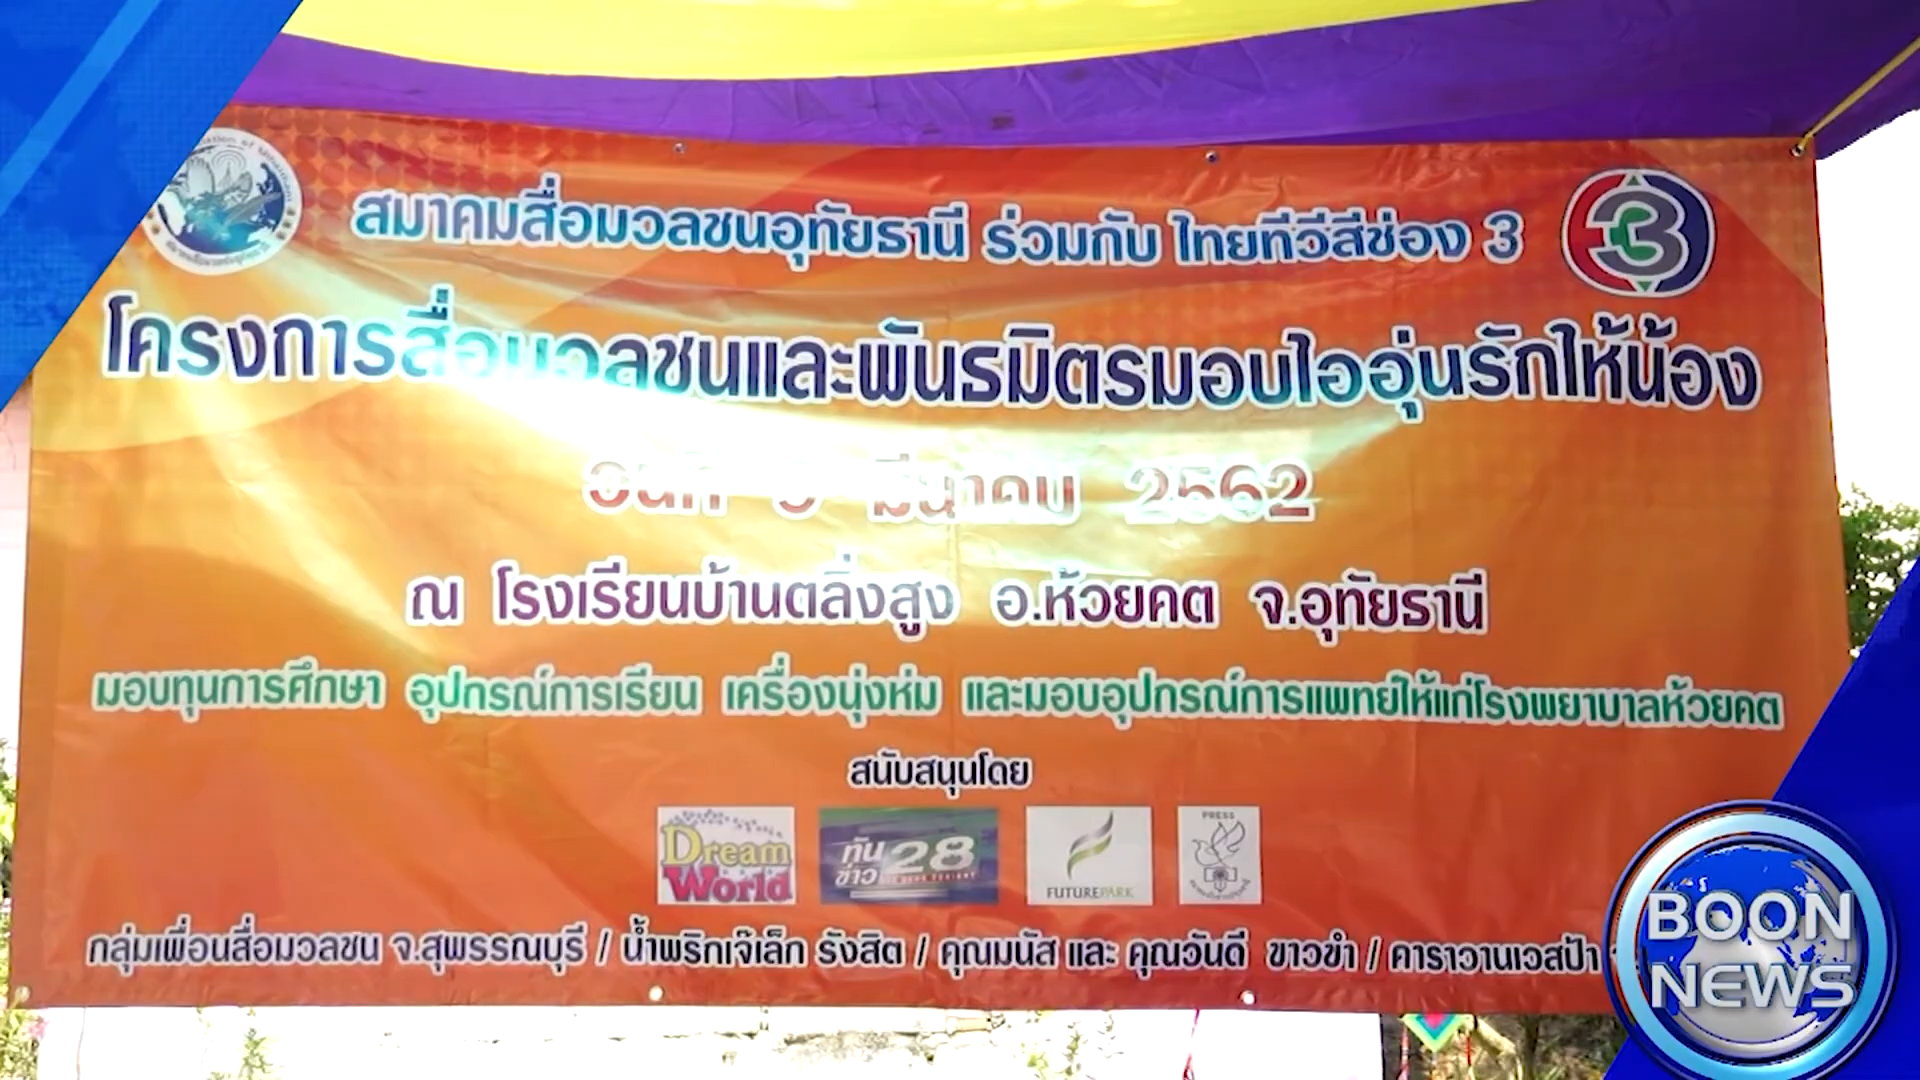 สมาคมสื่อมวลชนอุทัยธานี ร่วมกับ ไทยทีวีสีช่อง 3
3
โครงการสื่อมวลชนและพันธมิตรมอบไออุ่นรักให้น้อง
วันที่ มีนาคม 2562
ณ โรงเรียนบ้านตลิ่งสูง อ.ห้วยคต จ.อุทัยธานี
มอบทุนการศึกษา อุปกรณ์การเรียน เครื่องนุ่งห่ม และมอบอุปกรณ์การแพทย์ให้แก่โรงพยาบาลห้วยคต
สนับสนุนโดย
Dream World
ทันข่าว 28
FUTUREPARK
PRESS
กลุ่มเพื่อนสื่อมวลชน จ.สุพรรณบุรี / น้ำพริกเจ๊เล็ก รังสิต / คุณมนัส และ คุณวันดี ขาวขำ / คาราวานเวสป้า
BOON
NEWS